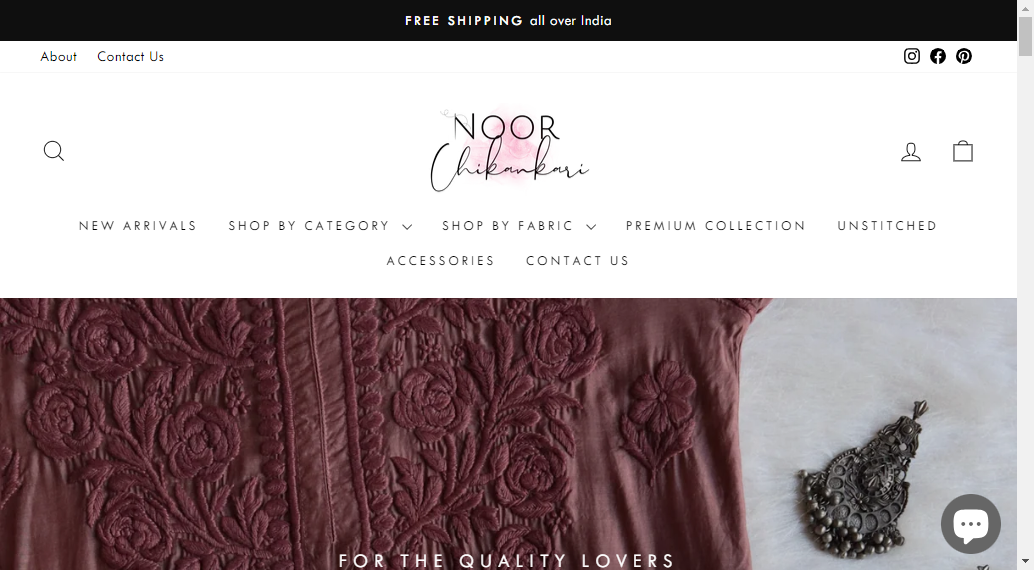 FREE SHIPPING all over India
About Contact Us
NOOR
Chikankari
NEW ARRIVALS SHOP BY CATEGORY SHOP BY FABRIC PREMIUM COLLECTION UNSTITCHED
ACCESSORIES CONTACT US
FOR THE QUALITY LOVERS